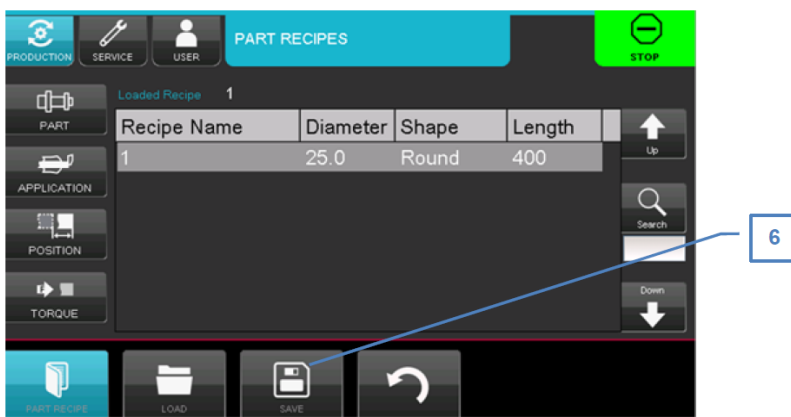 PRODUCTION
SERVICE
USER
PART RECIPES
STOP
PART
APPLICATION
POSITION
TORQUE
Loaded Recipe 1
Recipe Name Diameter Shape Length
1 25.0 Round 400
Up
Search
Down
6
PART RECIPE
LOAD
SAVE